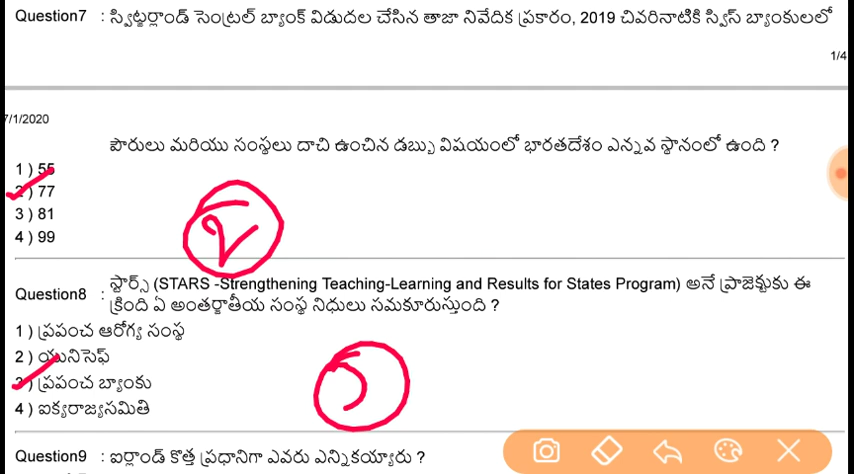 Question7 : స్విట్జర్లాండ్ సెంట్రల్ బ్యాంక్ విడుదల చేసిన తాజా నివేదిక ప్రకారం, 2019 చివరినాటికి స్విస్ బ్యాంకులలో
1/4
7/1/2020
పౌరులు మరియు సంస్థలు దాచి ఉంచిన డబ్బు విషయంలో భారతదేశం ఎన్నవ స్థానంలో ఉంది ?
1 ) 55
2 ) 77
3 ) 81
4 ) 99
Question8 : స్టార్స్ (STARS -Strengthening Teaching-Learning and Results for States Program) అనే ప్రాజెక్టుకు ఈ
క్రింది ఏ అంతర్జాతీయ సంస్థ నిధులు సమకూరుస్తుంది ?
1 ) ప్రపంచ ఆరోగ్య సంస్థ
2 ) యునిసెఫ్
3 ) ప్రపంచ బ్యాంకు
4 ) ఐక్యరాజ్యసమితి
Question9 : ఐర్లాండ్ కొత్త ప్రధానిగా ఎవరు ఎన్నికయ్యారు ?